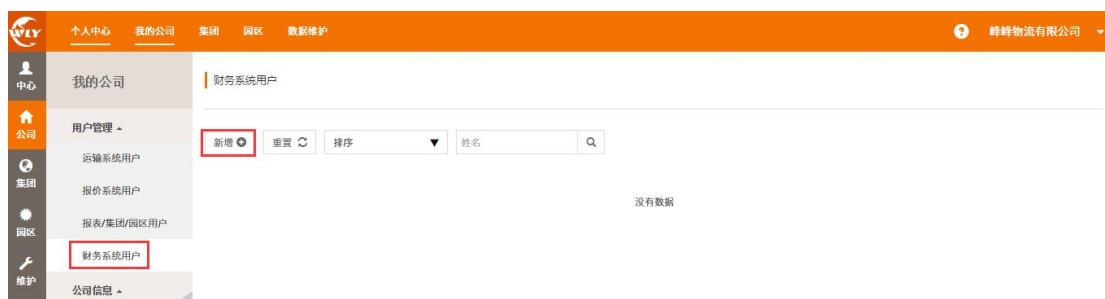 WLY 个人中心 我的公司 集团 园区 数据维护 ? 峰峰物流有限公司
中心
公司
集团
园区
维护
我的公司
用户管理
运输系统用户
报价系统用户
报表/集团/园区用户
财务系统用户
公司信息
财务系统用户
新增 重置 排序 姓名
没有数据